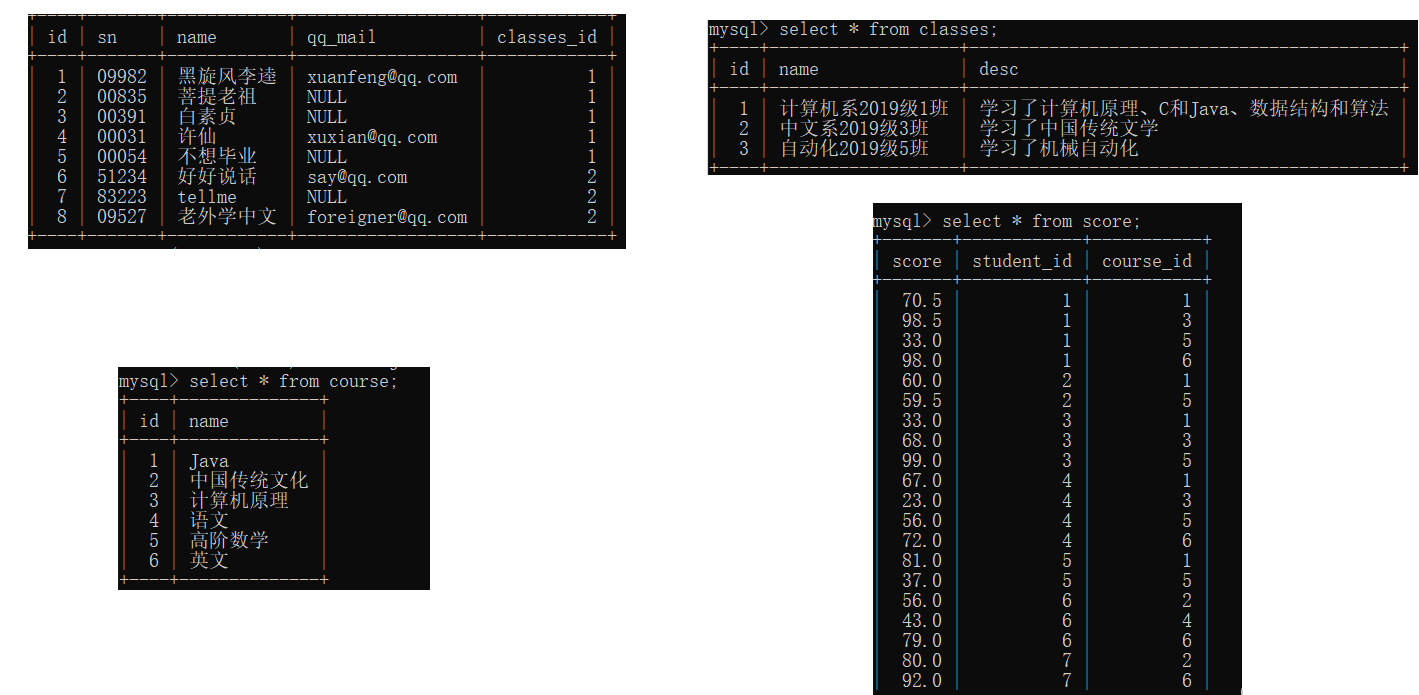 id | sn | name | qq_mail | classes_id
1 | 09982 | 黑旋风李逵 | xuanfeng@qq.com | 1
2 | 00835 | 菩提老祖 | NULL | 1
3 | 00391 | 白素贞 | NULL | 1
4 | 00031 | 许仙 | xuxian@qq.com | 1
5 | 00054 | 不想毕业 | NULL | 1
6 | 51234 | 好好说话 | say@qq.com | 2
7 | 83223 | tellme | NULL | 2
8 | 09527 | 老外学中文 | foreigner@qq.com | 2
mysql> select * from classes;
id | name | desc
1 | 计算机系2019级1班 | 学习了计算机原理、C和Java、数据结构和算法
2 | 中文系2019级3班 | 学习了中国传统文学
3 | 自动化2019级5班 | 学习了机械自动化
mysql> select * from course;
id | name
1 | Java
2 | 中国传统文化
3 | 计算机原理
4 | 语文
5 | 高阶数学
6 | 英文
mysql> select * from score;
score | student_id | course_id
70.5 | 1 | 1
98.5 | 1 | 3
33.0 | 1 | 5
98.0 | 1 | 6
60.0 | 2 | 1
59.5 | 2 | 5
33.0 | 3 | 1
68.0 | 3 | 3
99.0 | 3 | 5
67.0 | 4 | 1
23.0 | 4 | 3
56.0 | 4 | 5
72.0 | 4 | 6
81.0 | 5 | 1
37.0 | 5 | 5
56.0 | 6 | 2
43.0 | 6 | 4
79.0 | 6 | 6
80.0 | 7 | 2
92.0 | 7 | 6